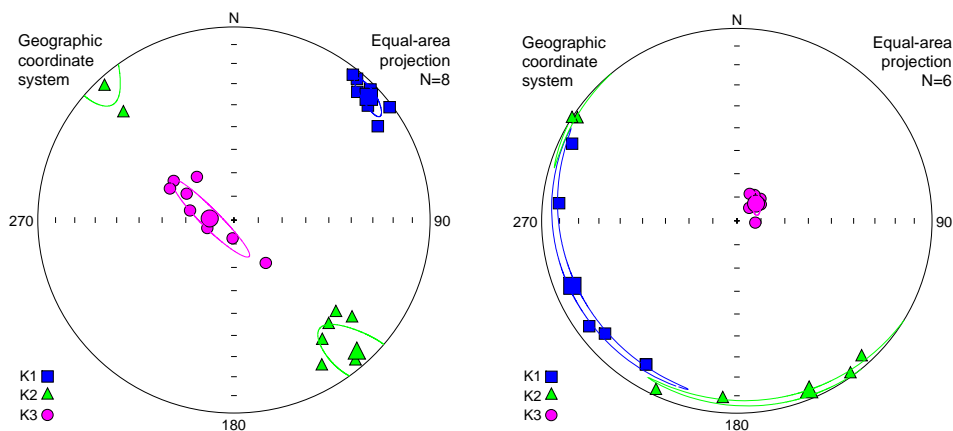 N
Geographic
coordinate
system
Equal-area
projection
N=8
270
90
K1
K2
K3
180
N
Geographic
coordinate
system
Equal-area
projection
N=6
270
90
K1
K2
K3
180